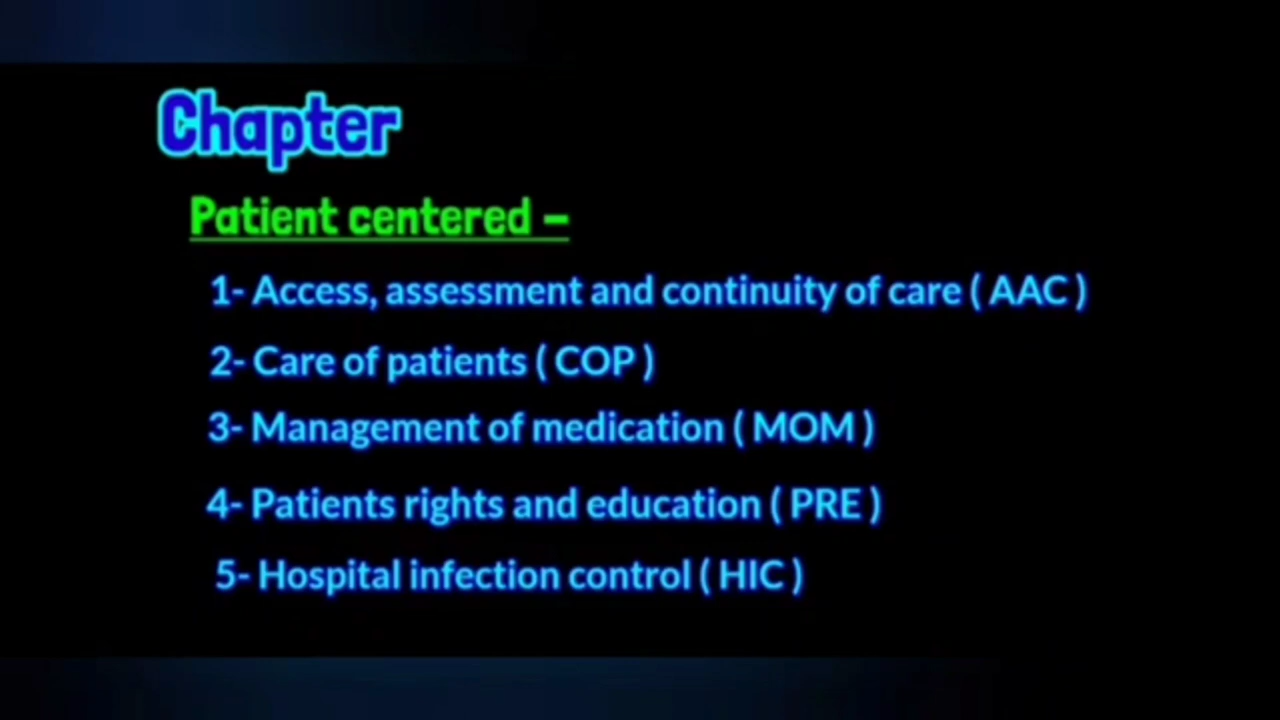 Chapter
Patient centered -
1- Access, assessment and continuity of care ( AAC )
2- Care of patients ( COP )
3- Management of medication ( MOM )
4- Patients rights and education ( PRE )
5- Hospital infection control ( HIC )